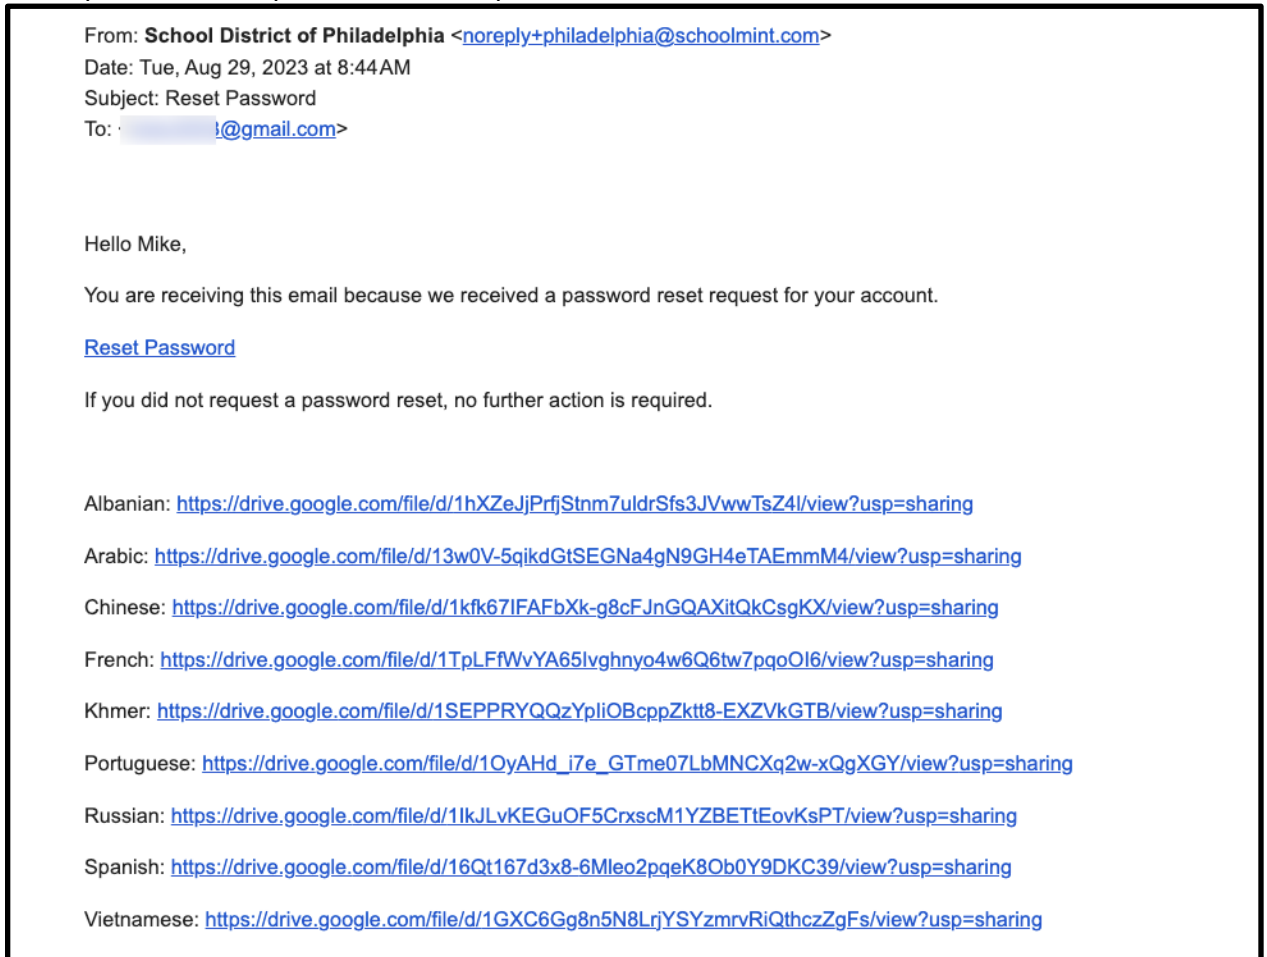 From: School District of Philadelphia <noreply+philadelphia@schoolmint.com>
Date: Tue, Aug 29, 2023 at 8:44 AM
Subject: Reset Password
To: @gmail.com>
Hello Mike,
You are receiving this email because we received a password reset request for your account.
Reset Password
If you did not request a password reset, no further action is required.
Albanian: https://drive.google.com/file/d/1hXZeJjPrfjStnm7uldrSfs3JVwwTsZ4l/view?usp=sharing
Arabic: https://drive.google.com/file/d/13w0V-5qikdGtSEGNa4gN9GH4eTAEmmM4/view?usp=sharing
Chinese: https://drive.google.com/file/d/1kfk67IFAFbXk-g8cFJnGQAXitQkCsgKX/view?usp=sharing
French: https://drive.google.com/file/d/1TpLFfWvYA65Ivghnyo4w6Q6tw7pqoOI6/view?usp=sharing
Khmer: https://drive.google.com/file/d/1SEPPRYQQzYpIiOBcppZktt8-EXZVkGTB/view?usp=sharing
Portuguese: https://drive.google.com/file/d/1OyAHd_i7e_GTme07LbMNCXq2w-xQgXGY/view?usp=sharing
Russian: https://drive.google.com/file/d/1IkJLvKEGuOF5CrxscM1YZBETtEovKsPT/view?usp=sharing
Spanish: https://drive.google.com/file/d/16Qt167d3x8-6Mleo2pqeK8Ob0Y9DKC39/view?usp=sharing
Vietnamese: https://drive.google.com/file/d/1GXC6Gg8n5N8LrjYSYzmrvRiQthczZgFs/view?usp=sharing